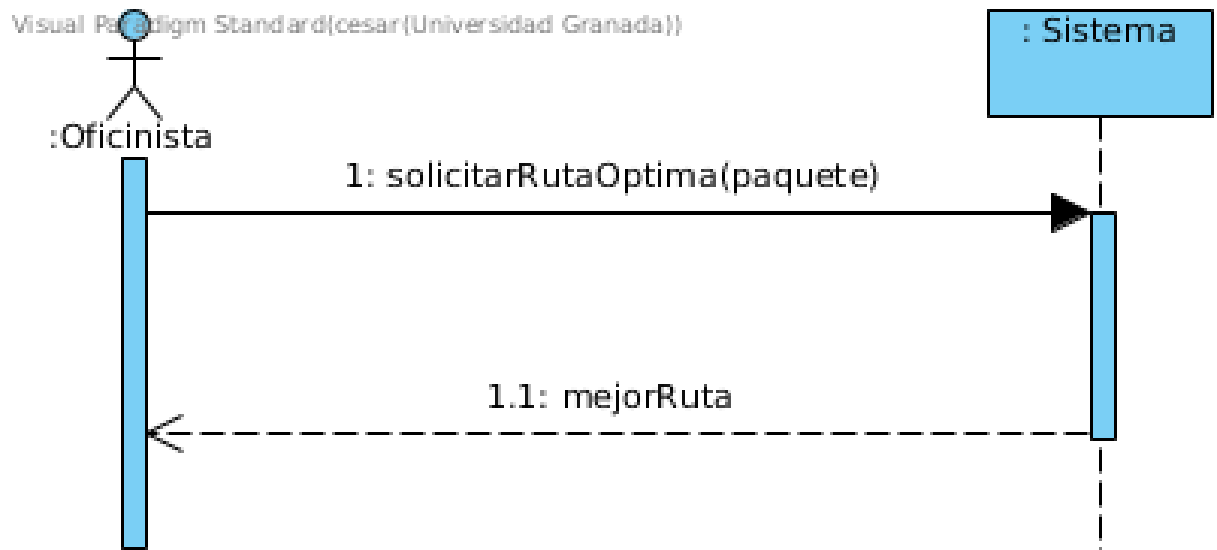 Visual Paradigm Standard(cesar(Universidad Granada))
: Sistema
:Oficinista
1: solicitarRutaOptima(paquete)
1.1: mejorRuta